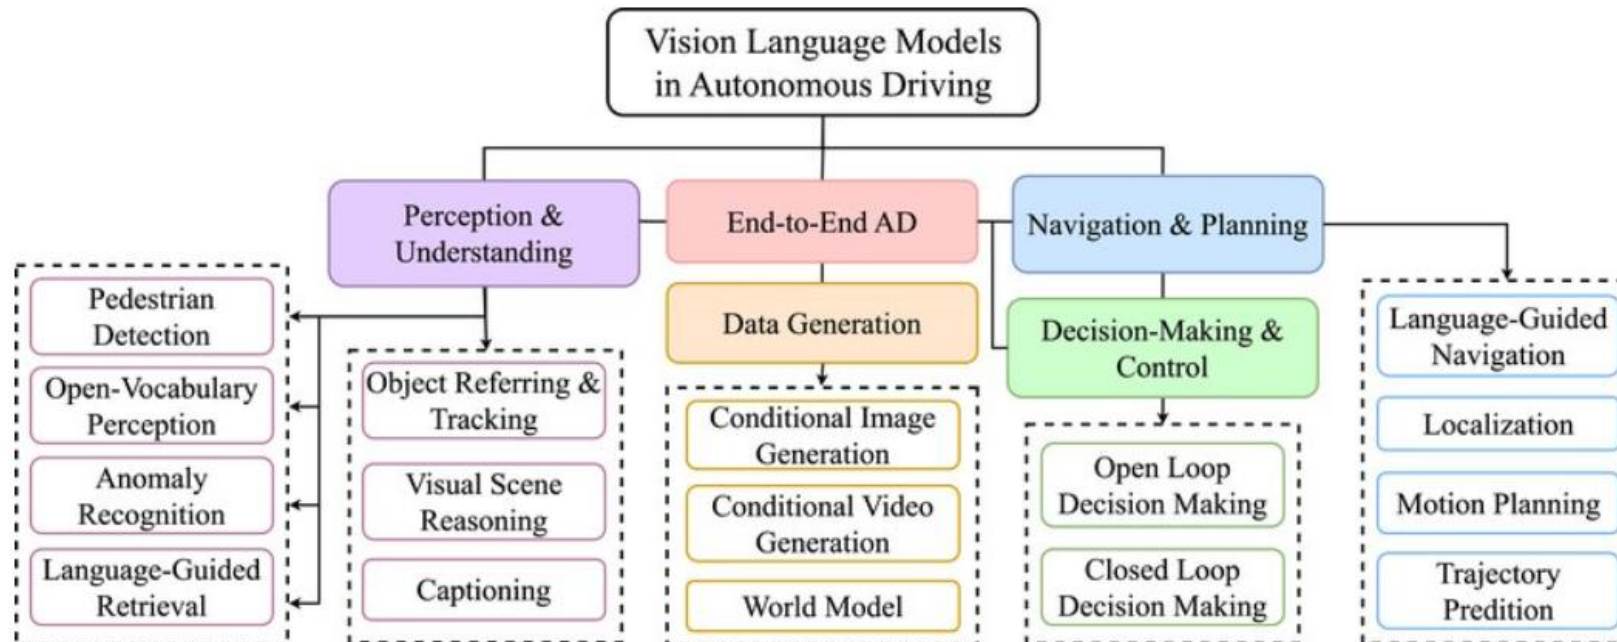 Vision Language Models
in Autonomous Driving
Perception &
Understanding
End-to-End AD
Navigation & Planning
Data Generation
Decision-Making &
Control
Pedestrian
Detection
Open-Vocabulary
Perception
Anomaly
Recognition
Language-Guided
Retrieval
Object Referring &
Tracking
Visual Scene
Reasoning
Captioning
Conditional Image
Generation
Conditional Video
Generation
World Model
Open Loop
Decision Making
Closed Loop
Decision Making
Language-Guided
Navigation
Localization
Motion Planning
Trajectory
Predition